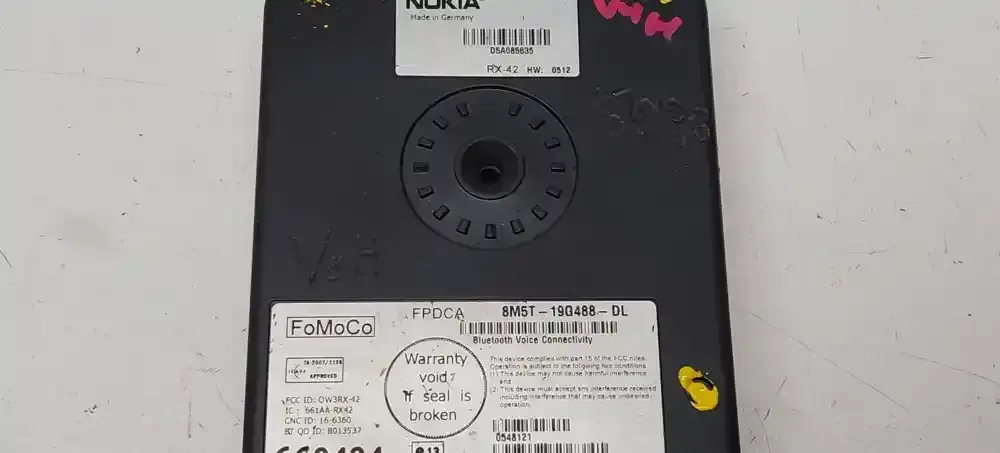 NOKIA
Made in Germany
D5A085635
RX-42 HW: 0512
V&H
FoMoCo
FPDCA
8M5T-19G488-DL
Bluetooth Voice Connectivity
TA 2007/1126
APPROVED
Warranty
void
If seal is
broken
This device complies with part 15 of the FCC rules.
Operation is subject to the following two conditions.
(1) This device may not cause harmful interference
and
(2) This device must accept any interference received
including interference that may cause undesired
operation.
FCC ID: OW3RX-42
IC : 661AA-RX42
CNC ID: 16-6360
BT QD ID: B013537
0548121
e13